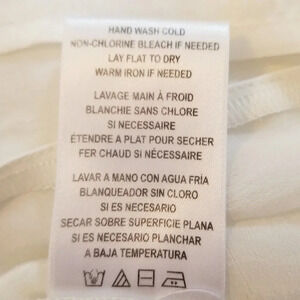 HAND WASH COLD
NON-CHLORINE BLEACH IF NEEDED
LAY FLAT TO DRY
WARM IRON IF NEEDED
LAVAGE MAIN À FROID
BLANCHIE SANS CHLORE
SI NECESSAIRE
ÉTENDRE A PLAT POUR SECHER
FER CHAUD SI NÉCESSAIRE
LAVAR A MANO CON AGUA FRÍA
BLANQUEADOR SIN CLORO
SI ES NECESARIO
SECAR SOBRE SUPERFICIE PLANA
SI ES NECESARIO PLANCHAR
A BAJA TEMPERATURA